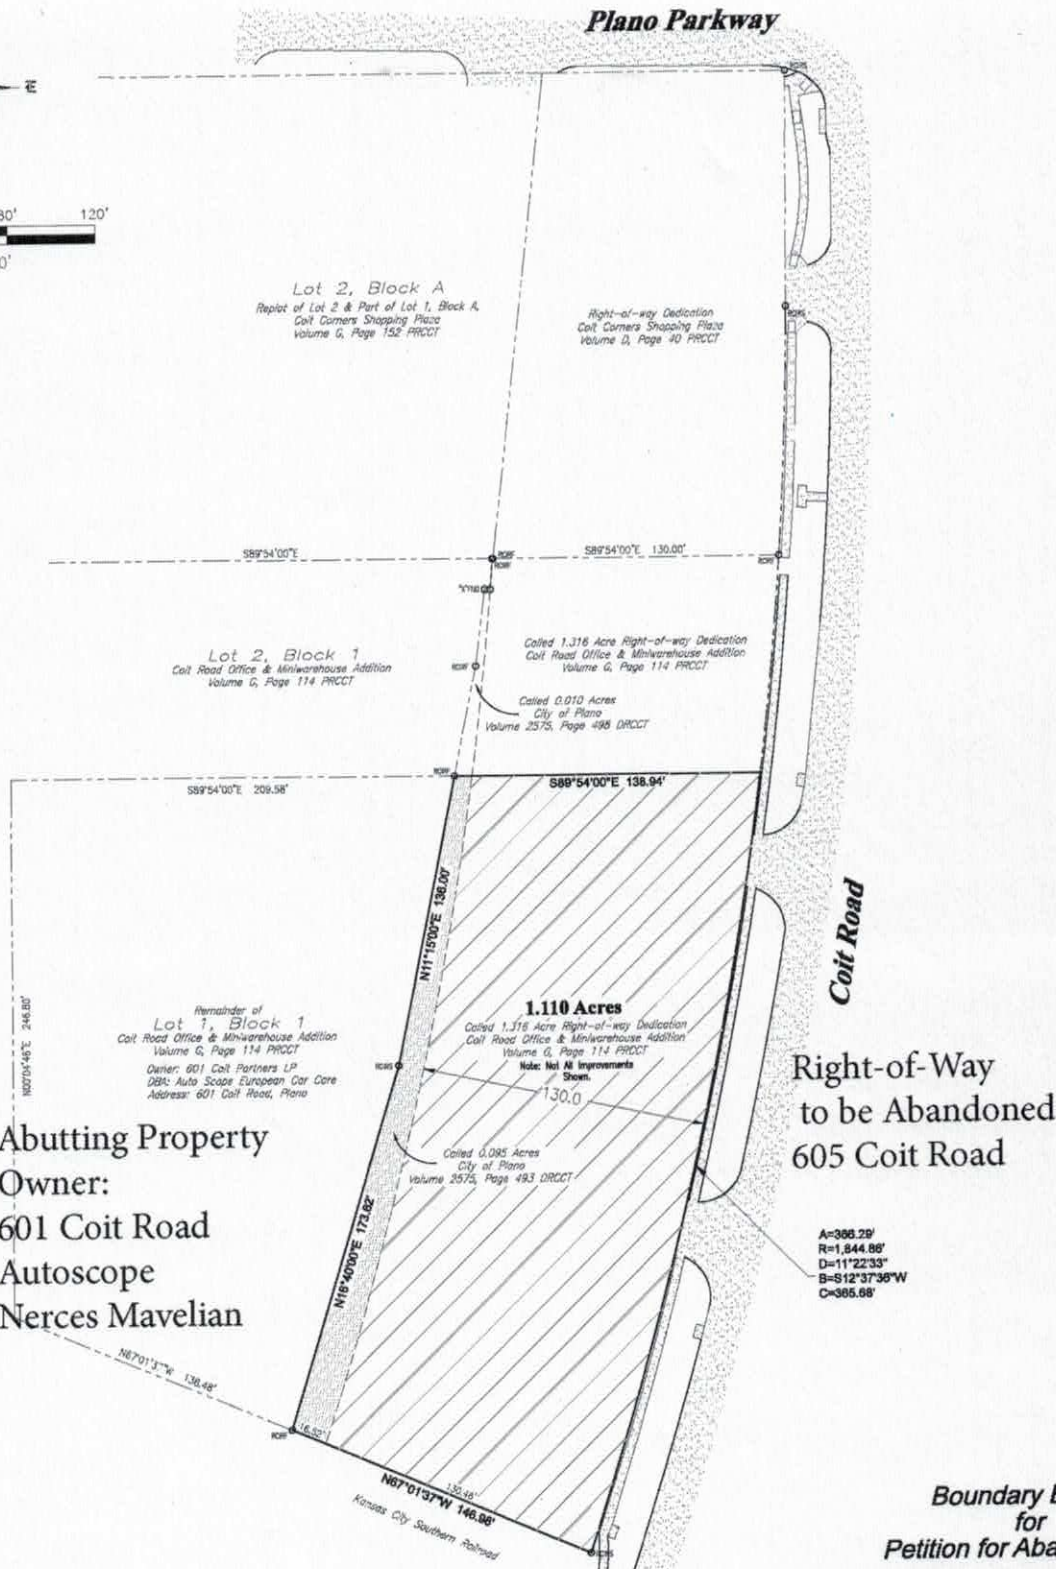 Plano Parkway
E
120'
Lot 2, Block A
Replat of Lot 2 & Part of Lot 1, Block A,
Coit Corners Shopping Plaza
Volume G, Page 152 PRCCT
Right-of-way Dedication
Coit Corners Shopping Plaza
Volume D, Page 40 PRCCT
S89°54'00"E
S89°54'00"E 130.00'
Lot 2, Block 1
Coit Road Office & Miniwarehouse Addition
Volume G, Page 114 PRCCT
Called 1.316 Acre Right-of-way Dedication
Coit Road Office & Miniwarehouse Addition
Volume G, Page 114 PRCCT
Called 0.010 Acres
City of Plano
Volume 2575, Page 498 DRCCT
S89°54'00"E 209.58'
S89°54'00"E 138.94'
N11°15'00"E 136.00'
Coit Road
N00°04'46"E 246.80'
Remainder of
Lot 1, Block 1
Coit Road Office & Miniwarehouse Addition
Volume G, Page 114 PRCCT
Owner: 601 Coit Partners LP
DBA: Auto Scope European Car Care
Address: 601 Coit Road, Plano
1.110 Acres
Called 1.316 Acre Right-of-way Dedication
Coit Road Office & Miniwarehouse Addition
Volume G, Page 114 PRCCT
Note: Not All Improvements
Shown.
130.0
Right-of-Way
to be Abandoned
605 Coit Road
Abutting Property
Owner:
601 Coit Road
Autoscope
Nerces Mavelian
Called 0.095 Acres
City of Plano
Volume 2575, Page 493 DRCCT
N16°40'00"E 173.62'
A=366.29'
R=1,844.86'
D=11°22'33"
B=S12°37'36"W
C=365.68'
N67°01'37"W 138.48'
16.52'
130.46'
N67°01'37"W 146.98'
Kansas City Southern Railroad
Boundary
for
Petition for